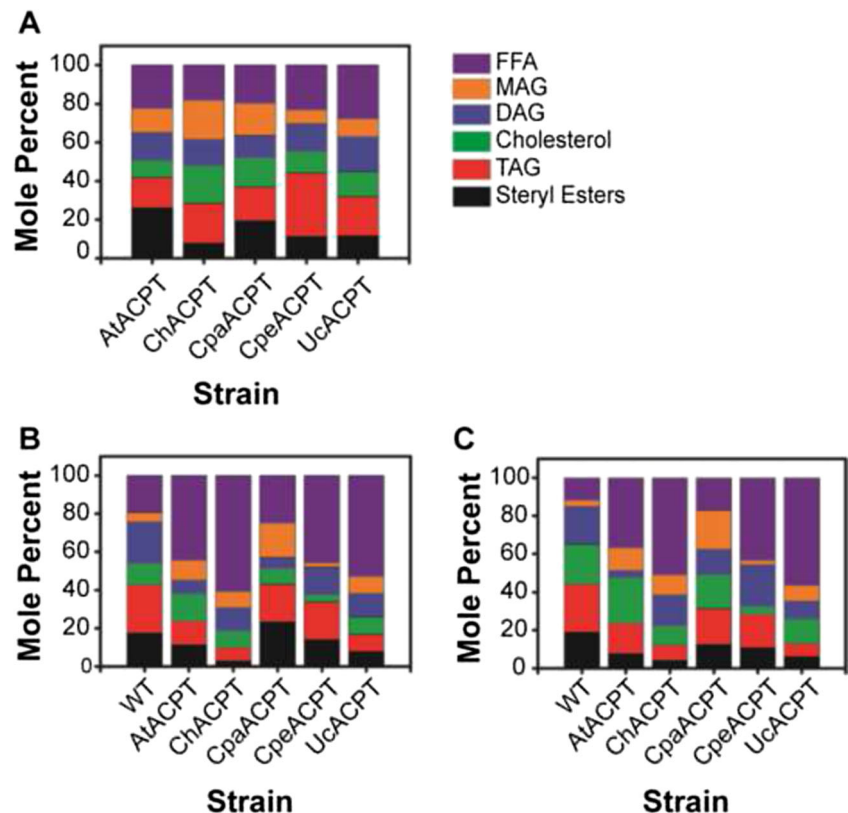 A
100
80
60
40
20
0
Mole Percent
AtACPT
ChACPT
CpaACPT
CpeACPT
UcACPT
Strain
FFA
MAG
DAG
Cholesterol
TAG
Steryl Esters
B
100
80
60
40
20
0
Mole Percent
WT
AtACPT
ChACPT
CpaACPT
CpeACPT
UcACPT
Strain
C
100
80
60
40
20
0
Mole Percent
WT
AtACPT
ChACPT
CpaACPT
CpeACPT
UcACPT
Strain